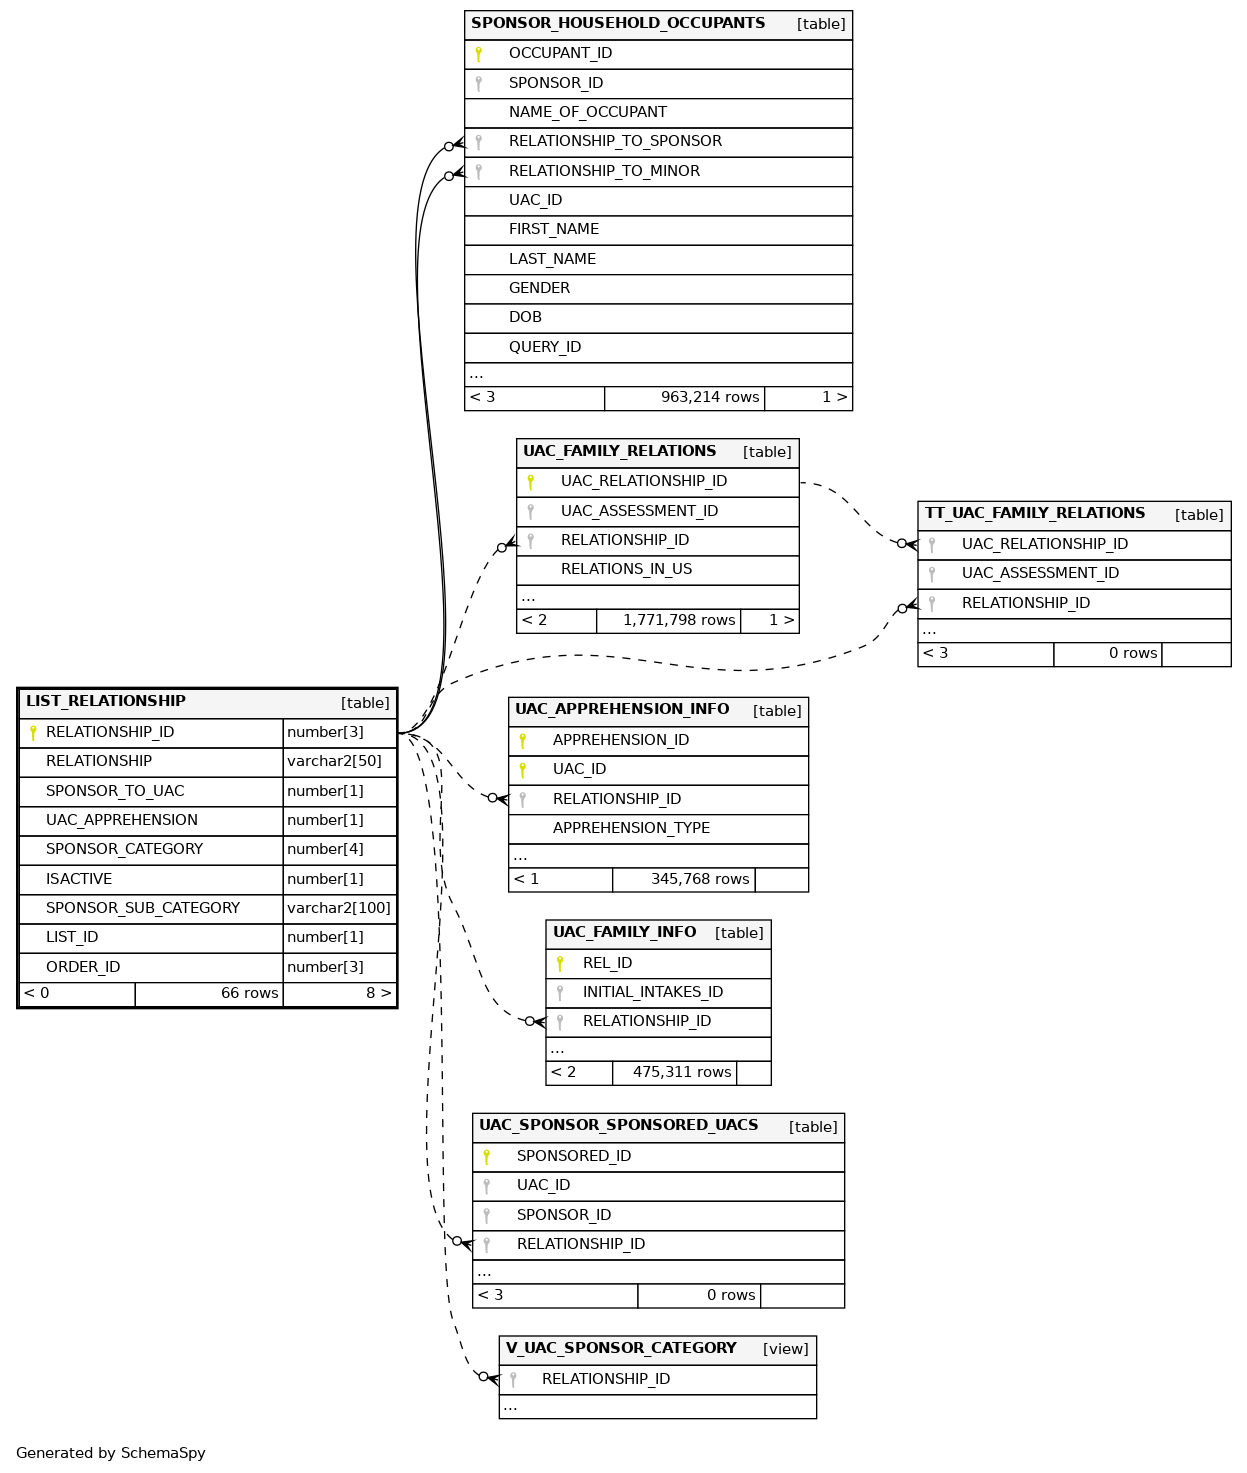 SPONSOR_HOUSEHOLD_OCCUPANTS [table]
OCCUPANT_ID
SPONSOR_ID
NAME_OF_OCCUPANT
RELATIONSHIP_TO_SPONSOR
RELATIONSHIP_TO_MINOR
UAC_ID
FIRST_NAME
LAST_NAME
GENDER
DOB
QUERY_ID
...
< 3 963,214 rows 1 >
UAC_FAMILY_RELATIONS [table]
UAC_RELATIONSHIP_ID
UAC_ASSESSMENT_ID
RELATIONSHIP_ID
RELATIONS_IN_US
...
< 2 1,771,798 rows 1 >
TT_UAC_FAMILY_RELATIONS [table]
UAC_RELATIONSHIP_ID
UAC_ASSESSMENT_ID
RELATIONSHIP_ID
...
< 3 0 rows
LIST_RELATIONSHIP [table]
RELATIONSHIP_ID number[3]
RELATIONSHIP varchar2[50]
SPONSOR_TO_UAC number[1]
UAC_APPREHENSION number[1]
SPONSOR_CATEGORY number[4]
ISACTIVE number[1]
SPONSOR_SUB_CATEGORY varchar2[100]
LIST_ID number[1]
ORDER_ID number[3]
< 0 66 rows 8 >
UAC_APPREHENSION_INFO [table]
APPREHENSION_ID
UAC_ID
RELATIONSHIP_ID
APPREHENSION_TYPE
...
< 1 345,768 rows
UAC_FAMILY_INFO [table]
REL_ID
INITIAL_INTAKES_ID
RELATIONSHIP_ID
...
< 2 475,311 rows
UAC_SPONSOR_SPONSORED_UACS [table]
SPONSORED_ID
UAC_ID
SPONSOR_ID
RELATIONSHIP_ID
...
< 3 0 rows
V_UAC_SPONSOR_CATEGORY [view]
RELATIONSHIP_ID
...
Generated by SchemaSpy